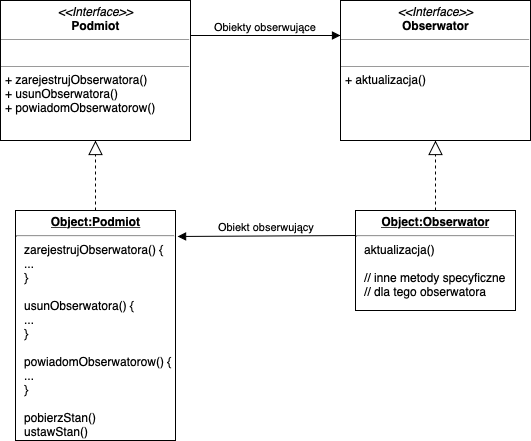 <<Interface>>
Podmiot
+ zarejestrujObserwatora()
+ usunObserwatora()
+ powiadomObserwatorow()
Obiekty obserwujące
<<Interface>>
Obserwator
+ aktualizacja()
Object:Podmiot
zarejestrujObserwatora() {
...
}
usunObserwatora() {
...
}
powiadomObserwatorow() {
...
}
pobierzStan()
ustawStan()
Obiekt obserwujący
Object:Obserwator
aktualizacja()
// inne metody specyficzne
// dla tego obserwatora